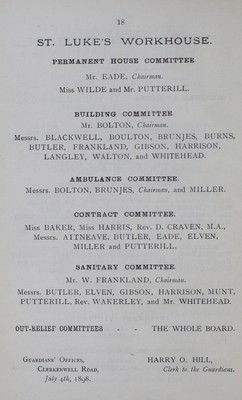 18
ST. LUKE'S WORKHOUSE.
PERMANENT HOUSE COMMITTEE.
Mr. EADE, Chairman.
Miss WILDE and Mr. PUTTERILL.
BUILDING COMMITTEE.
Mr. BOLTON, Chairman.
Messrs. BLACKWELL, BOULTON, BRUNJES, BURNS,
BUTLER, FRANKLAND, GIBSON, HARRISON,
LANGLEY, WALTON, and WHITEHEAD.
AMBULANCE COMMITTEE.
Messrs. BOLTON, BRUNJES, Chairman, and MILLER.
CONTRACT COMMITTEE.
Miss BAKER, Miss HARRIS, Rev. D. CRAVEN, M.A.,
Messrs. ATTNEAVE, BUTLER, EADE, ELVEN,
MILLER and PUTTERILL.
SANITARY COMMITTEE.
Mr. W. FRANKLAND, Chairman.
Messrs. BUTLER, ELVEN, GIBSON, HARRISON, MUNT,
PUTTERILL, Rev. WAKERLEY, and Mr. WHITEHEAD.
OUT-RELIEF COMMITTEES - - THE WHOLE BOARD.
GUARDIANS' OFFICES,
CLERKENWELL ROAD,
July 4th, 1898.
HARRY O. HILL,
Clerk to the Guardians.